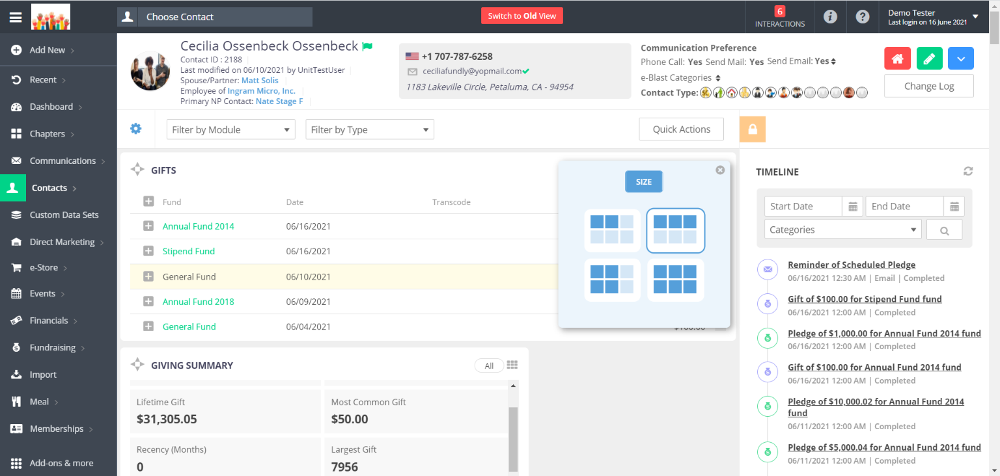 Choose Contact
Switch to Old View
6
INTERACTIONS
Demo Tester
Last login on 16 June 2021
Add New
Recent
Dashboard
Chapters
Communications
Contacts
Custom Data Sets
Direct Marketing
e-Store
Events
Financials
Fundraising
Import
Meal
Memberships
Add-ons & more
Cecilia Ossenbeck Ossenbeck
Contact ID : 2188
Last modified on 06/10/2021 by UnitTestUser
Spouse/Partner: Matt Solis
Employee of Ingram Micro, Inc.
Primary NP Contact: Nate Stage F
+1 707-787-6258
ceciliafundly@yopmail.com
1183 Lakeville Circle, Petaluma, CA - 94954
Communication Preference
Phone Call: Yes Send Mail: Yes Send Email: Yes
e-Blast Categories
Contact Type:
Change Log
Filter by Module
Filter by Type
Quick Actions
GIFTS
Fund Date Transcode
Annual Fund 2014 06/16/2021
Stipend Fund 06/16/2021
General Fund 06/10/2021
Annual Fund 2018 06/09/2021
General Fund 06/04/2021
SIZE
GIVING SUMMARY
All
Lifetime Gift
$31,305.05
Most Common Gift
$50.00
Recency (Months)
0
Largest Gift
7956
TIMELINE
Start Date
End Date
Categories
Reminder of Scheduled Pledge
06/16/2021 12:30 AM | Email | Completed
Gift of $100.00 for Stipend Fund fund
06/16/2021 12:00 AM | Completed
Pledge of $1,000.00 for Annual Fund 2014 fund
06/16/2021 12:00 AM | Completed
Gift of $100.00 for Annual Fund 2014 fund
06/16/2021 12:00 AM | Completed
Pledge of $10,000.02 for Annual Fund 2014
fund
06/11/2021 12:00 AM | Completed
Pledge of $5,000.04 for Annual Fund 2014 fund
06/11/2021 12:00 AM | Completed